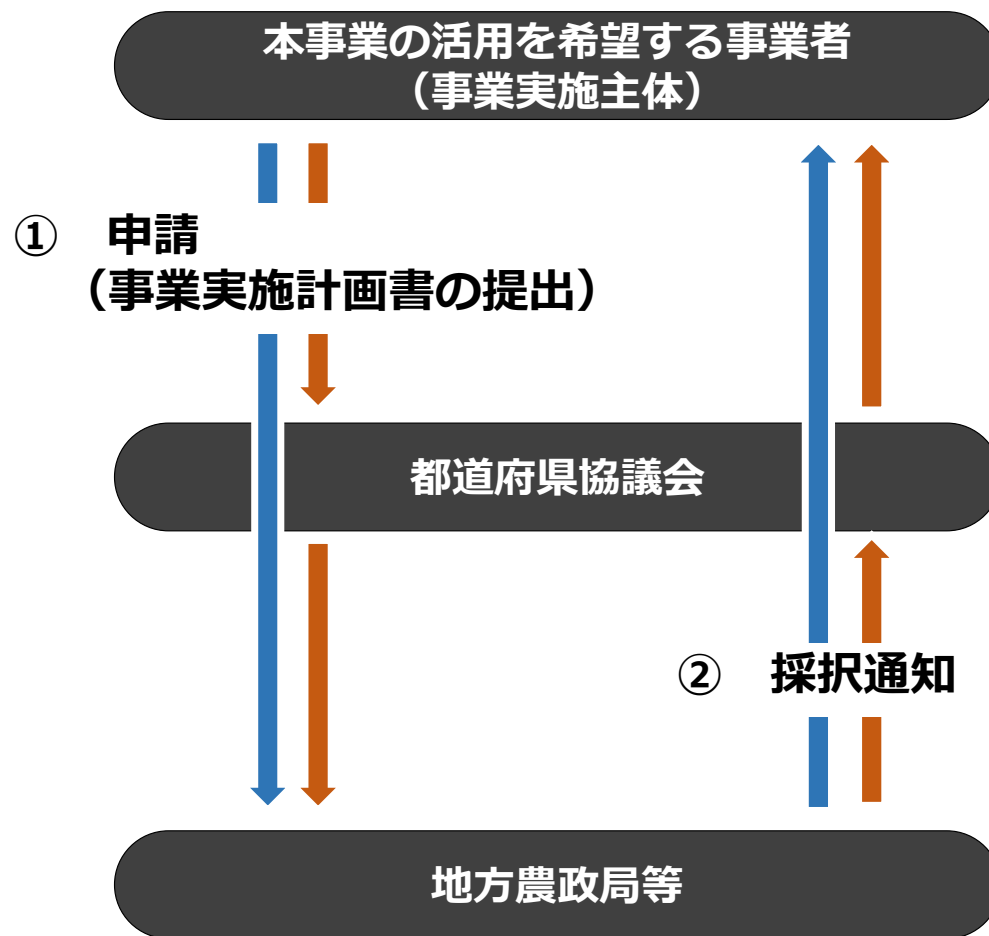 本事業の活用を希望する事業者
（事業実施主体）
①　申請
（事業実施計画書の提出）
都道府県協議会
②　採択通知
地方農政局等